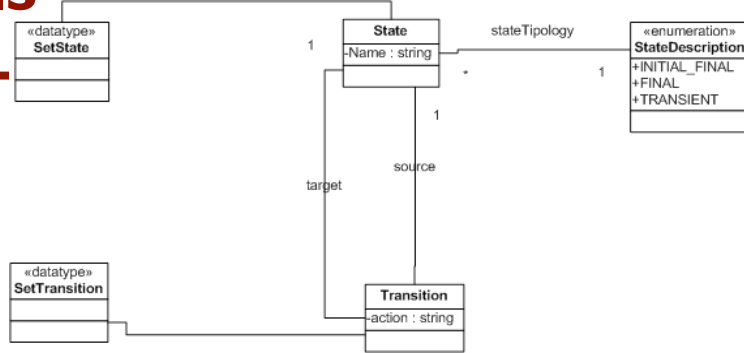 «datatype»
SetState
1
State
-Name : string
stateTipology
*
1
«enumeration»
StateDescription
+INITIAL_FINAL
+FINAL
+TRANSIENT
1
source
target
«datatype»
SetTransition
Transition
-action : string